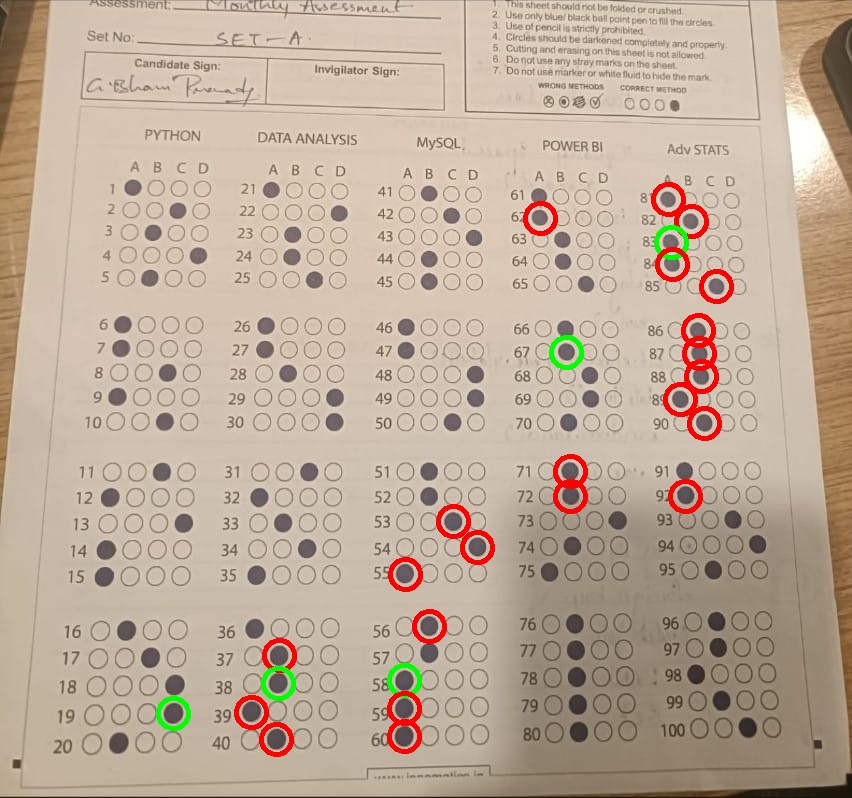 Assessment: Monthly Assessment
Set No: SET-A.
Candidate Sign:
Invigilator Sign:
1. This sheet should not be folded or crushed.
2. Use only blue/ black ball point pen to fill the circles.
3. Use of pencil is strictly prohibited.
4. Circles should be darkened completely and properly.
5. Cutting and erasing on this sheet is not allowed.
6. Do not use any stray marks on the sheet.
7. Do not use marker or white fluid to hide the mark.
WRONG METHODS CORRECT METHOD
PYTHON DATA ANALYSIS MySQL POWER BI Adv STATS
A B C D A B C D A B C D A B C D A B C D
1 21 41 61 81
2 22 42 62 82
3 23 43 63 83
4 24 44 64 84
5 25 45 65 85
6 26 46 66 86
7 27 47 67 87
8 28 48 68 88
9 29 49 69 89
10 30 50 70 90
11 31 51 71 91
12 32 52 72 92
13 33 53 73 93
14 34 54 74 94
15 35 55 75 95
16 36 56 76 96
17 37 57 77 97
18 38 58 78 98
19 39 59 79 99
20 40 60 80 100